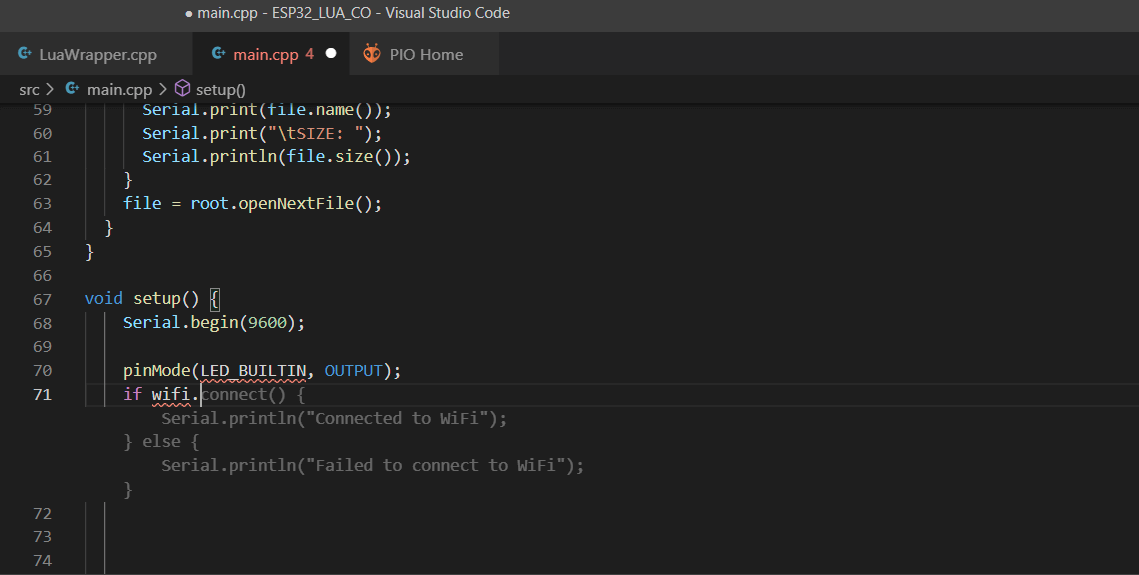 ● main.cpp - ESP32_LUA_CO - Visual Studio Code
LuaWrapper.cpp main.cpp 4 ● PIO Home
src > main.cpp > setup()
59 Serial.print(file.name());
60 Serial.print("\tSIZE: ");
61 Serial.println(file.size());
62 }
63 file = root.openNextFile();
64 }
65 }
66
67 void setup() {
68 Serial.begin(9600);
69
70 pinMode(LED_BUILTIN, OUTPUT);
71 if wifi.connect() {
Serial.println("Connected to WiFi");
} else {
Serial.println("Failed to connect to WiFi");
}
72
73
74